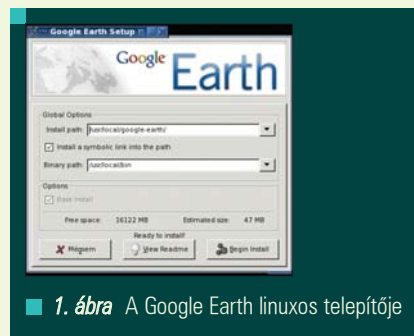 Google Earth Setup
Google Earth
Global Options
Install path: /usr/local/google-earth/
Install a symbolic link into the path
Binary path: /usr/local/bin
Options
Base Install
Free space: 16122 MB Estimated size: 47 MB
Ready to install!
Mégsem View Readme Begin Install
1. ábra A Google Earth linuxos telepítője